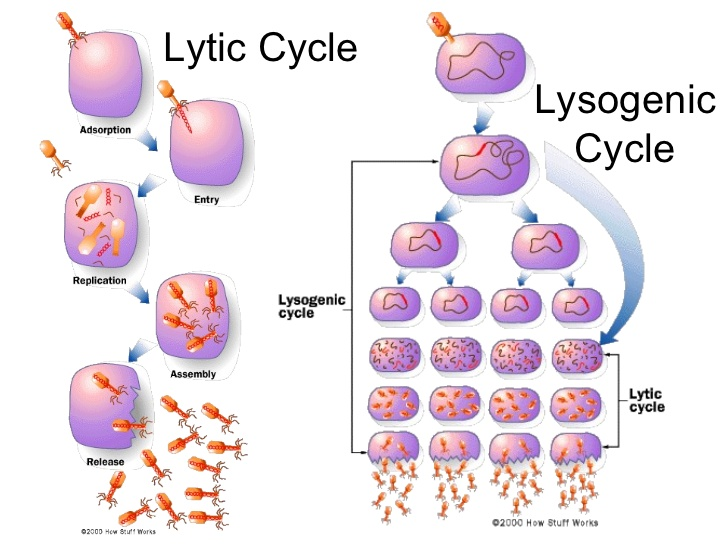 Lytic Cycle
Adsorption
Entry
Replication
Assembly
Release
©2000 How Stuff Works
Lysogenic
Cycle
Lysogenic
cycle
Lytic
cycle
©2000 How Stuff Works